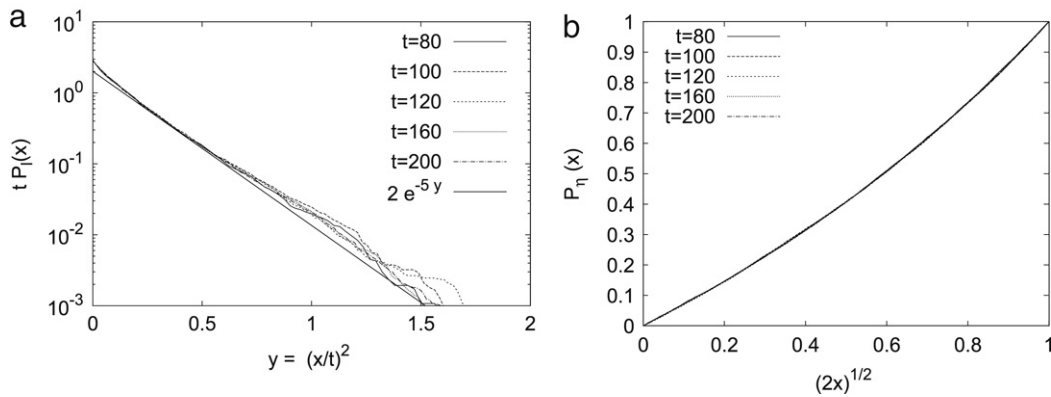 a
t P_l(x)
10^1
10^0
10^-1
10^-2
10^-3
t=80
t=100
t=120
t=160
t=200
2 e^-5 y
0
0.5
1
1.5
2
y = (x/t)^2
b
P_η (x)
1
0.9
0.8
0.7
0.6
0.5
0.4
0.3
0.2
0.1
0
t=80
t=100
t=120
t=160
t=200
0
0.2
0.4
0.6
0.8
1
(2x)^1/2